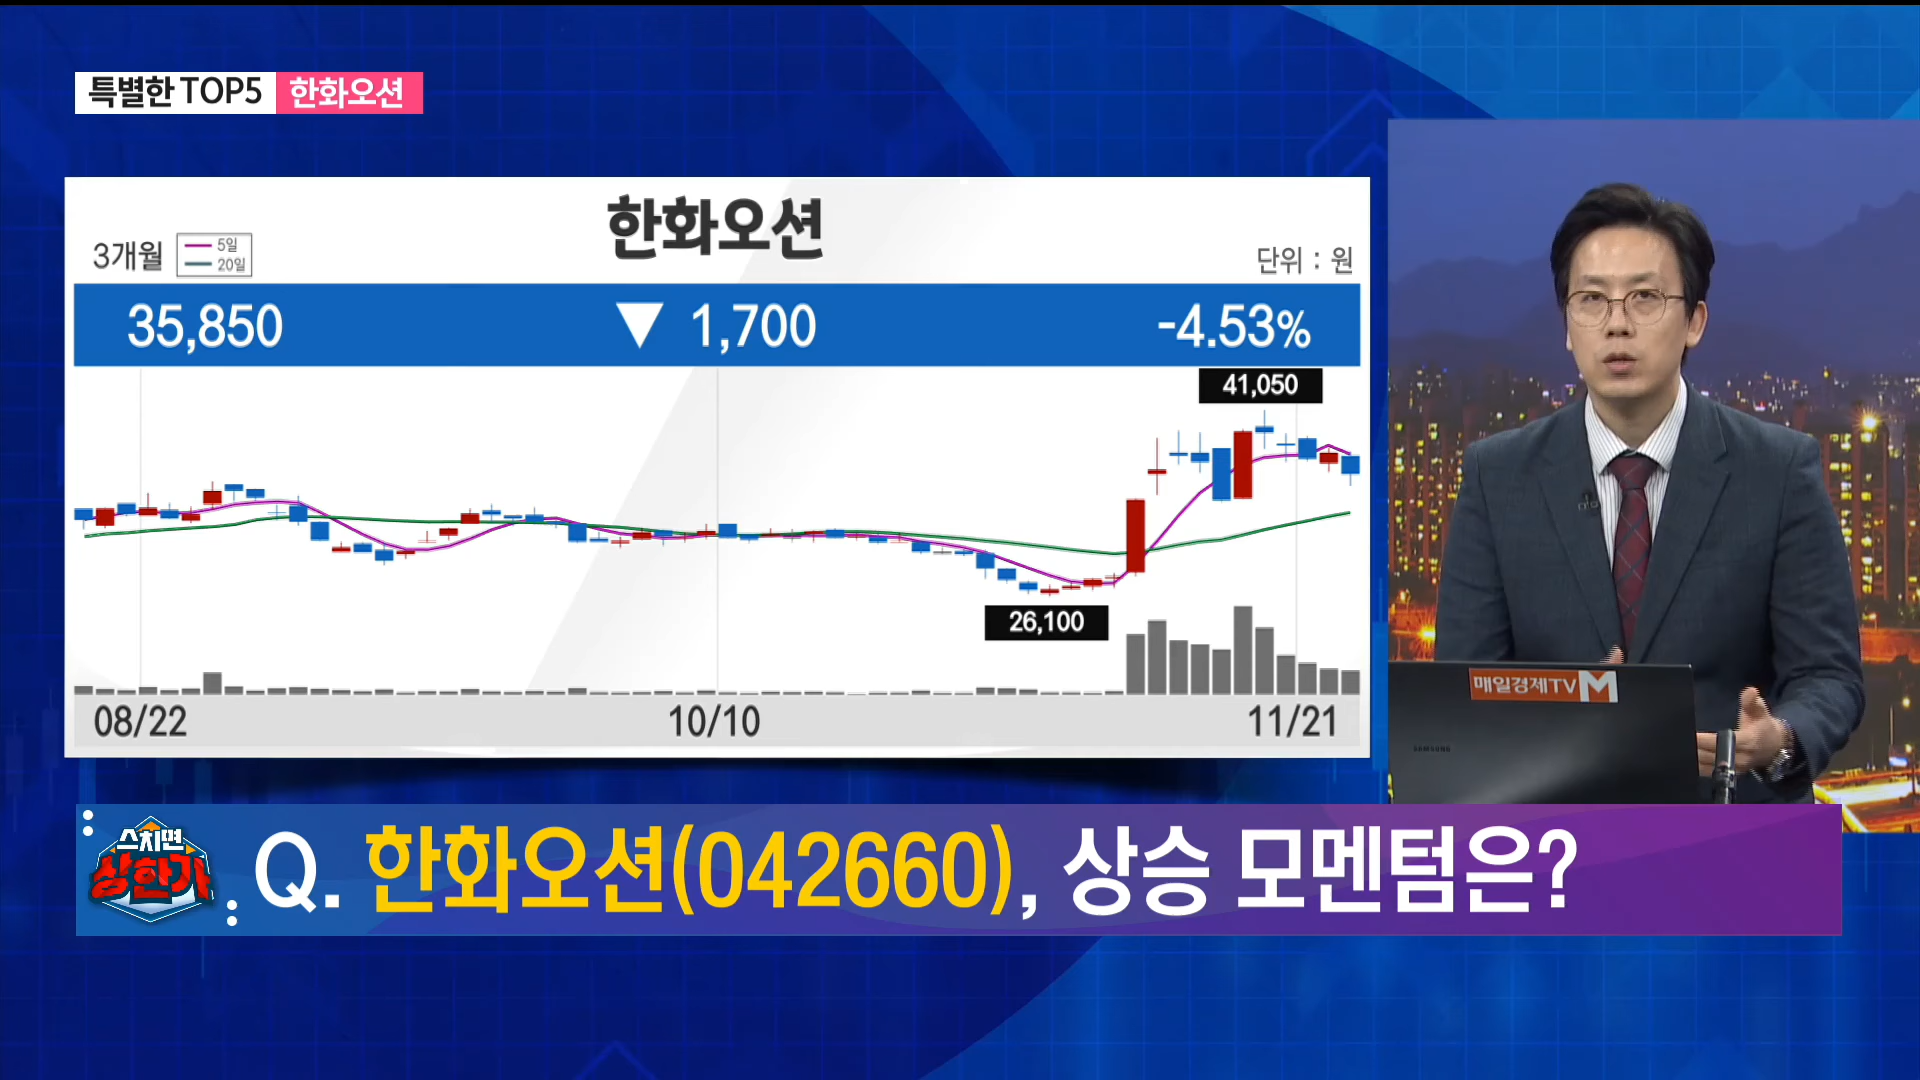 특별한 TOP5 한화오션
한화오션
3개월
5일
20일
단위 : 원
35,850 ▼ 1,700 -4.53%
41,050
26,100
08/22 10/10 11/21
매일경제TV M
SAMSUNG
스치면
상한가
Q. 한화오션(042660), 상승 모멘텀은?